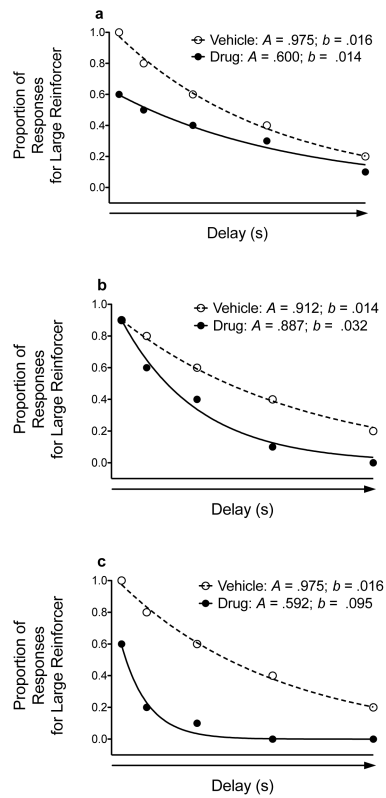 a
Vehicle: A = .975; b = .016
Drug: A = .600; b = .014
Proportion of
Responses
for Large Reinforcer
1.0
0.8
0.6
0.4
0.2
0.0
Delay (s)
b
Vehicle: A = .912; b = .014
Drug: A = .887; b = .032
Proportion of
Responses
for Large Reinforcer
1.0
0.8
0.6
0.4
0.2
0.0
Delay (s)
c
Vehicle: A = .975; b = .016
Drug: A = .592; b = .095
Proportion of
Responses
for Large Reinforcer
1.0
0.8
0.6
0.4
0.2
0.0
Delay (s)